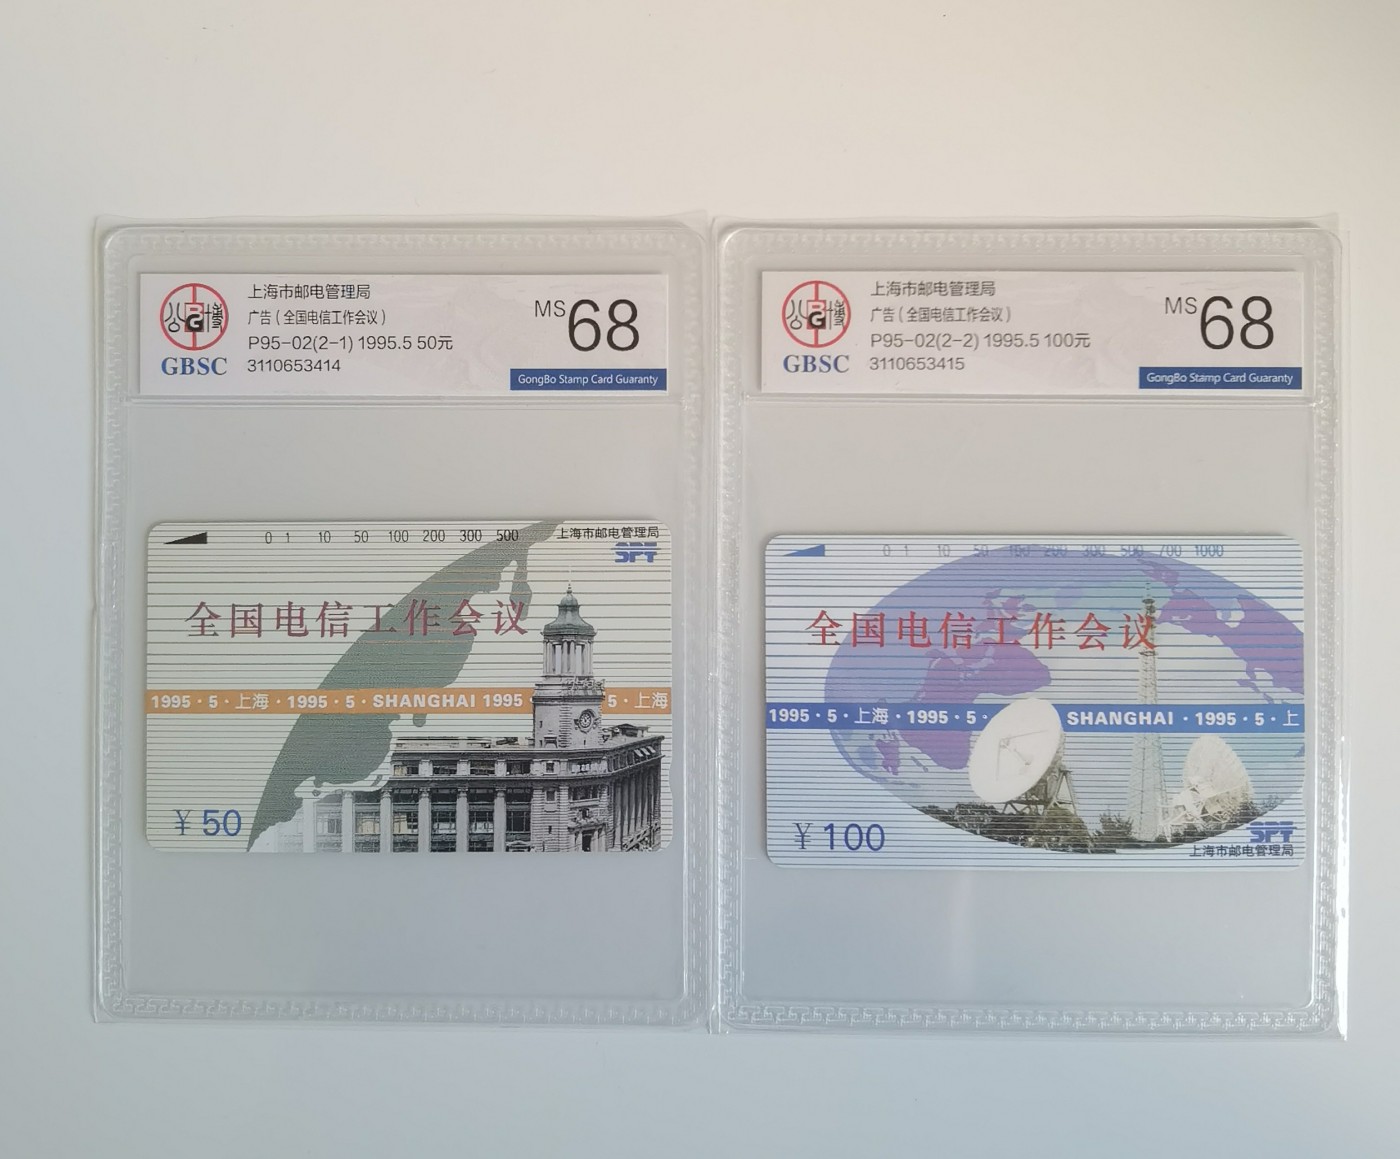 上海市邮电管理局
广告（全国电信工作会议）
P95-02(2-1) 1995.5 50元
3110653414
公博
BG
GBSC
MS 68
GongBo Stamp Card Guaranty
上海市邮电管理局
广告（全国电信工作会议）
P95-02(2-2) 1995.5 100元
3110653415
公博
BG
GBSC
MS 68
GongBo Stamp Card Guaranty
0 1 10 50 100 200 300 500
上海市邮电管理局
SPT
全国电信工作会议
1995·5·上海·1995·5·SHANGHAI 1995· 5·上海
¥50
0 1 10 50 100 200 300 500 700 1000
全国电信工作会议
1995·5·上海·1995·5· SHANGHAI·1995·5·上
¥100
SPT
上海市邮电管理局